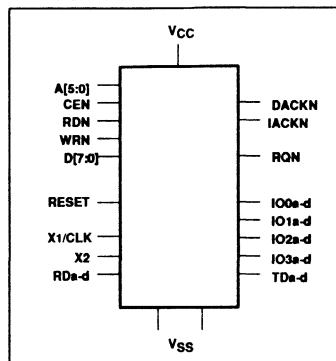 VCC
A[5:0]
CEN
RDN
WRN
D[7:0]
RESET
X1/CLK
X2
RDa-d
DACKN
IACKN
RQN
IO0a-d
IO1a-d
IO2a-d
IO3a-d
TDa-d
VSS